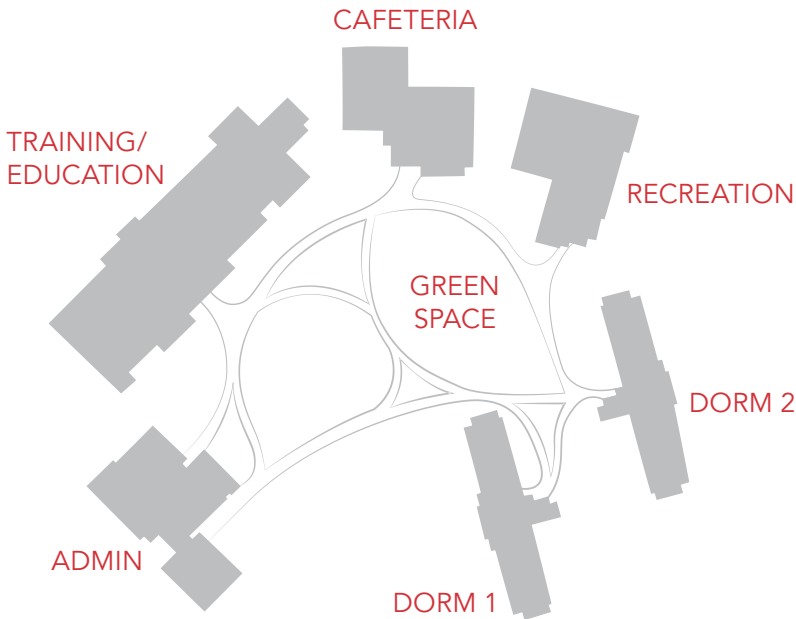 CAFETERIA
TRAINING/
EDUCATION
RECREATION
GREEN
SPACE
DORM 2
ADMIN
DORM 1